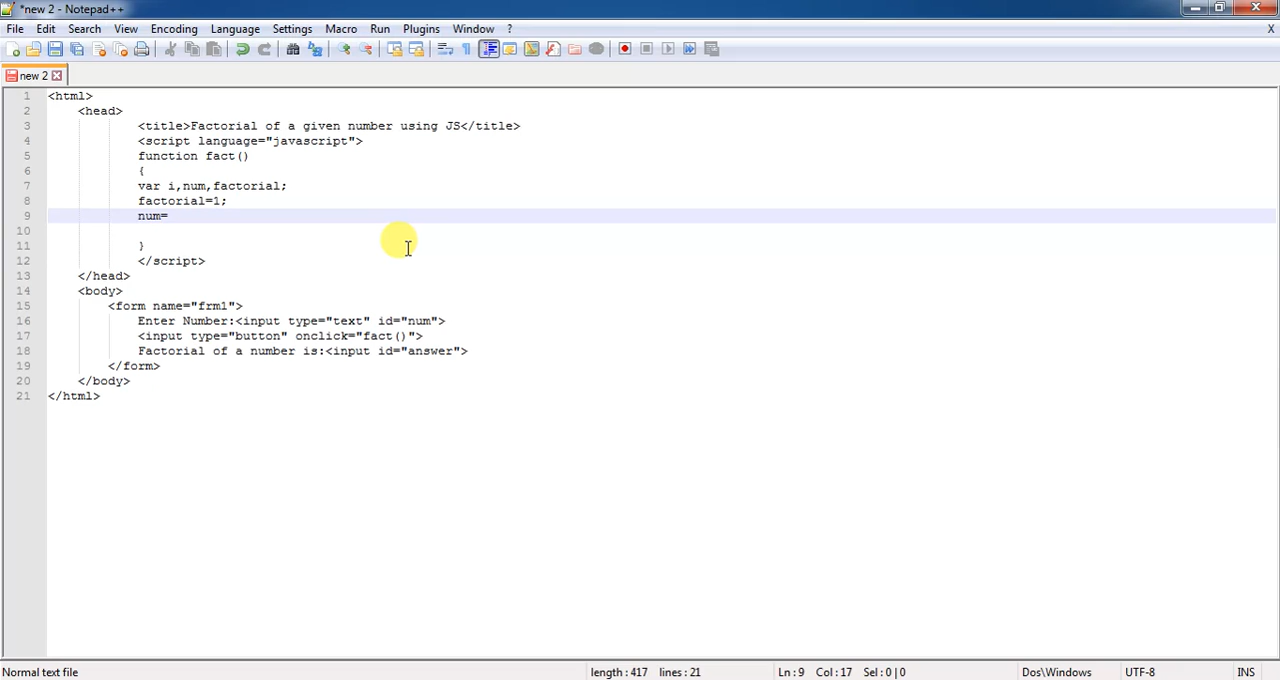 *new 2 - Notepad++
File Edit Search View Encoding Language Settings Macro Run Plugins Window ? X
new 2
1 <html>
2 <head>
3 <title>Factorial of a given number using JS</title>
4 <script language="javascript">
5 function fact()
6 {
7 var i,num,factorial;
8 factorial=1;
9 num=
10
11 }
12 </script>
13 </head>
14 <body>
15 <form name="frm1">
16 Enter Number:<input type="text" id="num">
17 <input type="button" onclick="fact()">
18 Factorial of a number is:<input id="answer">
19 </form>
20 </body>
21 </html>
Normal text file length : 417 lines : 21 Ln : 9 Col : 17 Sel : 0 | 0 Dos\Windows UTF-8 INS